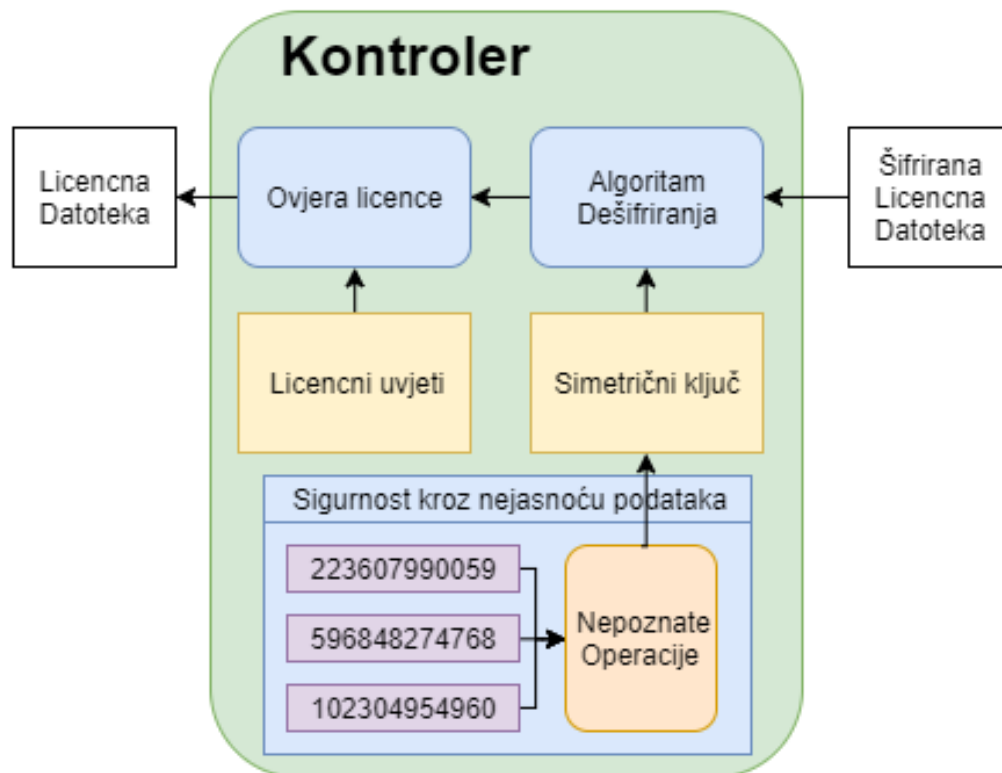 Kontroler
Licencna
Datoteka
Ovjera licence
Algoritam
Dešifriranja
Šifrirana
Licencna
Datoteka
Licencni uvjeti
Simetrični ključ
Sigurnost kroz nejasnoću podataka
223607990059
596848274768
102304954960
Nepoznate
Operacije